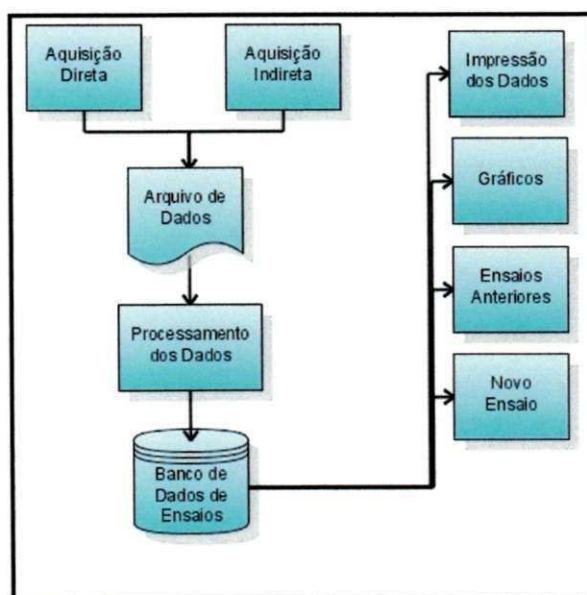 Aquisição
Direta
Aquisição
Indireta
Arquivo de
Dados
Processamento
dos Dados
Banco de
Dados de
Ensaios
Impressão
dos Dados
Gráficos
Ensaios
Anteriores
Novo
Ensaio